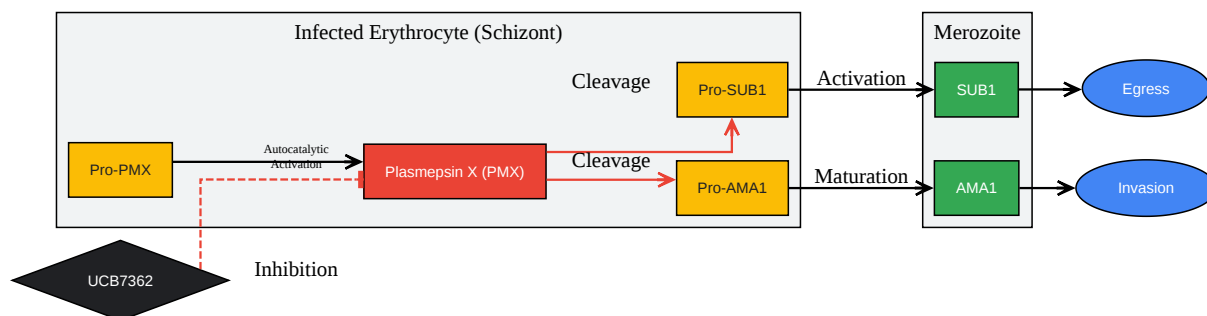 Infected Erythrocyte (Schizont)
Merozoite
Cleavage
Pro-SUB1
Activation
SUB1
Egress
Pro-PMX
Autocatalytic
Activation
Plasmepsin X (PMX)
Cleavage
Pro-AMA1
Maturation
AMA1
Invasion
UCB7362
Inhibition